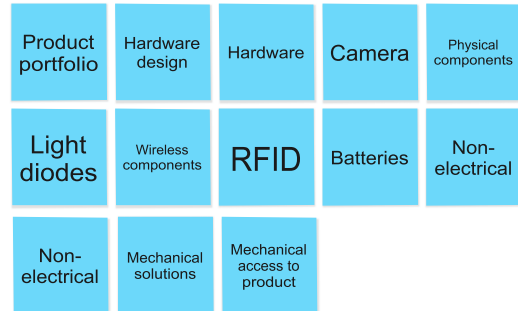 Product
portfolio
Hardware
design
Hardware
Camera
Physical
components
Light
diodes
Wireless
components
RFID
Batteries
Non-
electrical
Non-
electrical
Mechanical
solutions
Mechanical
access to
product